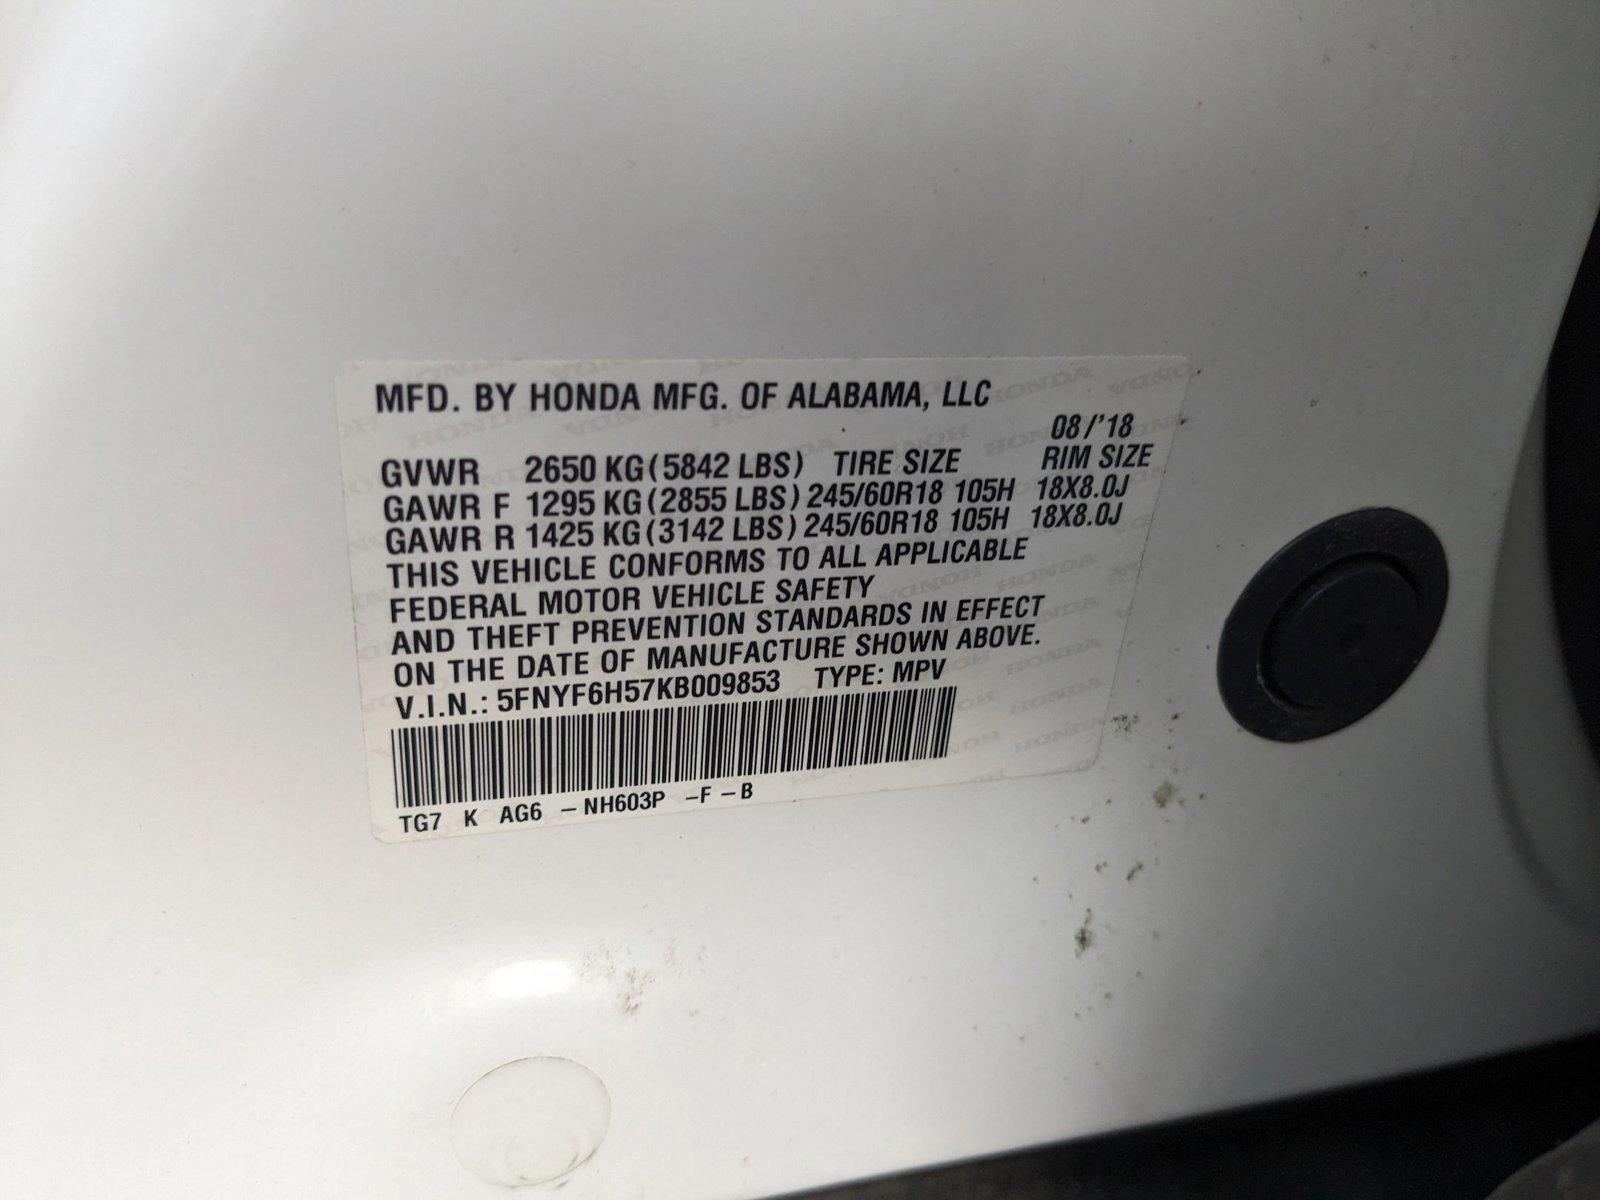 MFD. BY HONDA MFG. OF ALABAMA, LLC
08/'18
GVWR 2650 KG(5842 LBS) TIRE SIZE RIM SIZE
GAWR F 1295 KG(2855 LBS) 245/60R18 105H 18X8.0J
GAWR R 1425 KG(3142 LBS) 245/60R18 105H 18X8.0J
THIS VEHICLE CONFORMS TO ALL APPLICABLE
FEDERAL MOTOR VEHICLE SAFETY
AND THEFT PREVENTION STANDARDS IN EFFECT
ON THE DATE OF MANUFACTURE SHOWN ABOVE.
V.I.N.: 5FNYF6H57KB009853 TYPE: MPV
TG7 K AG6 -NH603P -F-B